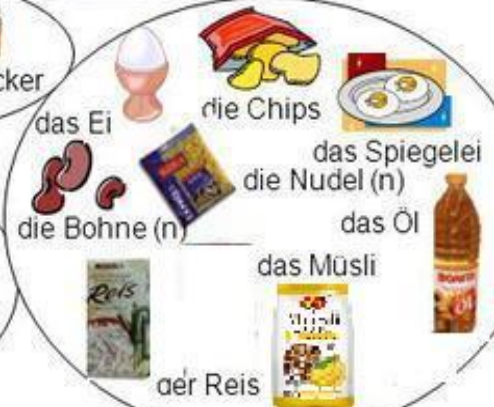 cker
das Ei
die Chips
das Spiegelei
die Nudel (n)
die Bohne (n)
das Öl
das Müsli
Reis
Öl
der Reis